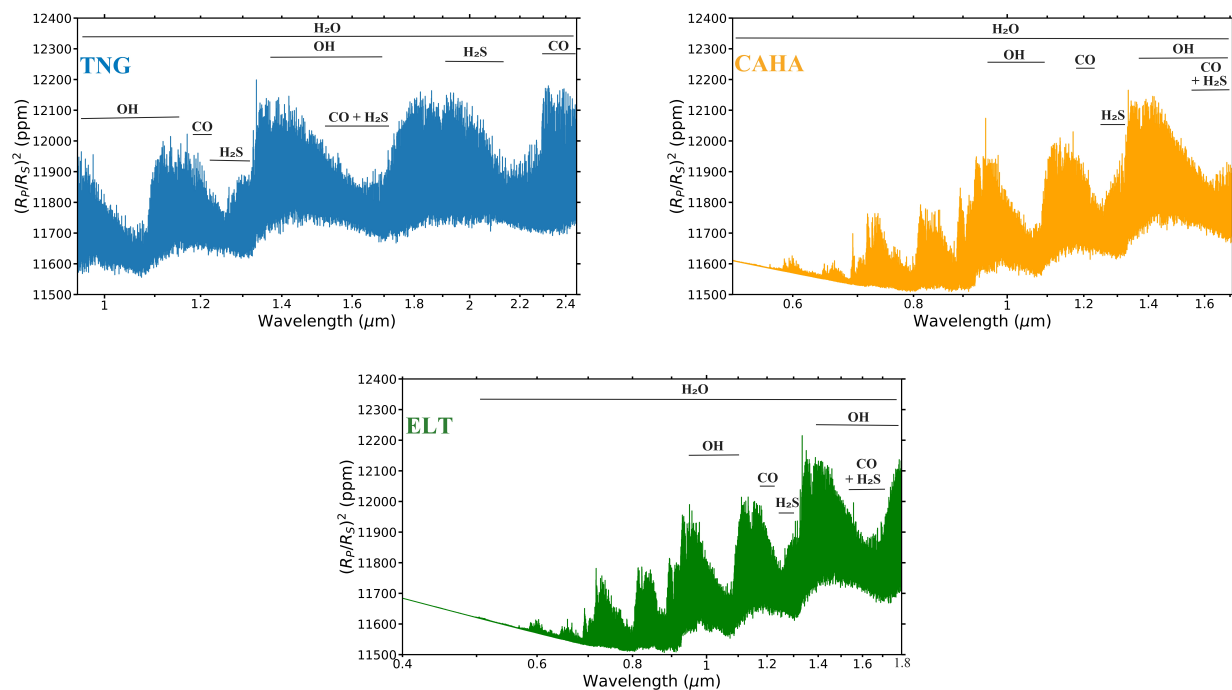 12400
12300
12200
12100
12000
11900
11800
11700
11600
11500
(R_P/R_S)² (ppm)
TNG
H₂O
OH
H₂S
CO
OH
CO
H₂S
CO + H₂S
1
1.2
1.4
1.6
1.8
2
2.2
2.4
Wavelength (μm)
12400
12300
12200
12100
12000
11900
11800
11700
11600
11500
(R_P/R_S)² (ppm)
CAHA
H₂O
OH
CO
OH
CO
+ H₂S
H₂S
0.6
0.8
1
1.2
1.4
1.6
Wavelength (μm)
12400
12300
12200
12100
12000
11900
11800
11700
11600
11500
(R_P/R_S)² (ppm)
ELT
H₂O
OH
OH
CO
CO
+ H₂S
H₂S
0.4
0.6
0.8
1
1.2
1.4
1.6
1.8
Wavelength (μm)